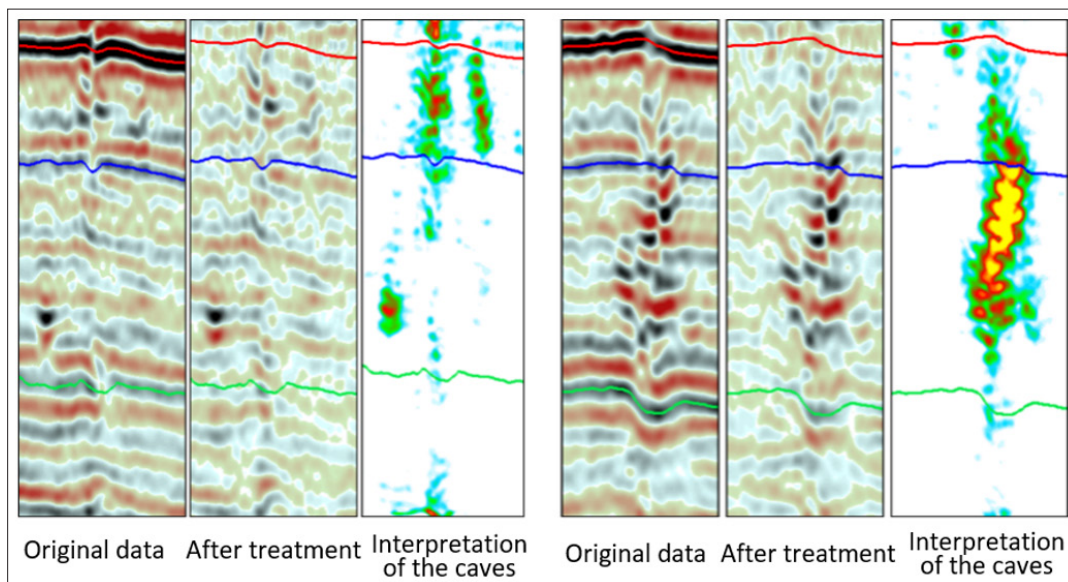 Original data
After treatment
Interpretation
of the caves
Original data
After treatment
Interpretation
of the caves